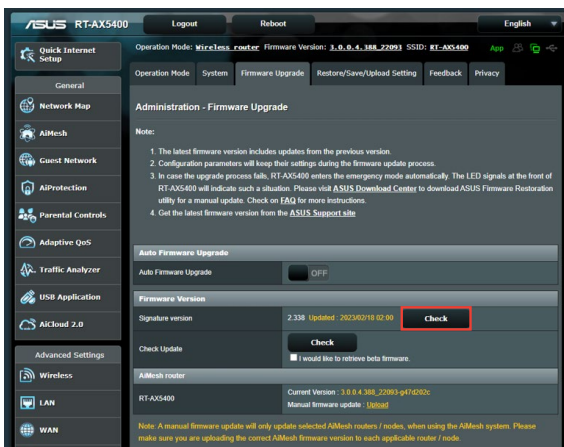 ASUS RT-AX5400 Logout Reboot English
Quick Internet Setup
Operation Mode: Wireless router Firmware Version: 3.0.0.4.388_22093 SSID: RT-AX5400 App
Operation Mode System Firmware Upgrade Restore/Save/Upload Setting Feedback Privacy
General
Network Map
AiMesh
Guest Network
AiProtection
Parental Controls
Adaptive QoS
Traffic Analyzer
USB Application
AiCloud 2.0
Advanced Settings
Wireless
LAN
WAN
Administration - Firmware Upgrade
Note:
1. The latest firmware version includes updates from the previous version.
2. Configuration parameters will keep their settings during the firmware update process.
3. In case the upgrade process fails, RT-AX5400 enters the emergency mode automatically. The LED signals at the front of
RT-AX5400 will indicate such a situation. Please visit ASUS Download Center to download ASUS Firmware Restoration
utility for a manual update. Check on FAQ for more instructions.
4. Get the latest firmware version from the ASUS Support site
Auto Firmware Upgrade
Auto Firmware Upgrade OFF
Firmware Version
Signature version 2.338 Updated : 2023/02/18 02:00 Check
Check Update Check
I would like to retrieve beta firmware.
AiMesh router
RT-AX5400 Current Version : 3.0.0.4.388_22093-g47d202c
Manual firmware update : Upload
Note: A manual firmware update will only update selected AiMesh routers / nodes, when using the AiMesh system. Please
make sure you are uploading the correct AiMesh firmware version to each applicable router / node.